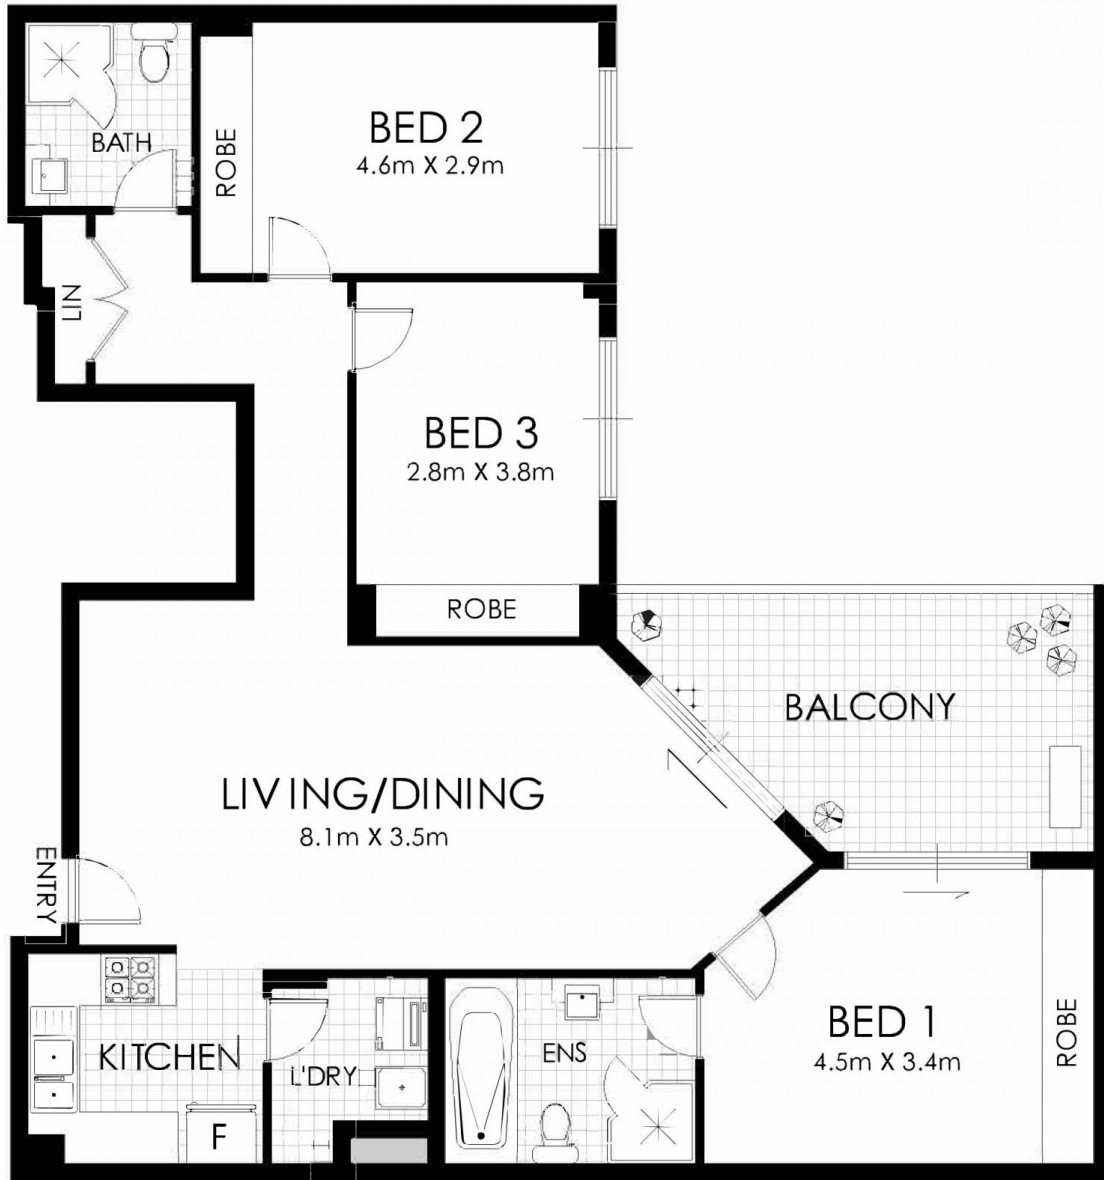 BATH
ROBE
BED 2
4.6m X 2.9m
LIN
BED 3
2.8m X 3.8m
ROBE
BALCONY
LIVING/DINING
8.1m X 3.5m
ENTRY
KITCHEN
F
L'DRY
ENS
BED 1
4.5m X 3.4m
ROBE